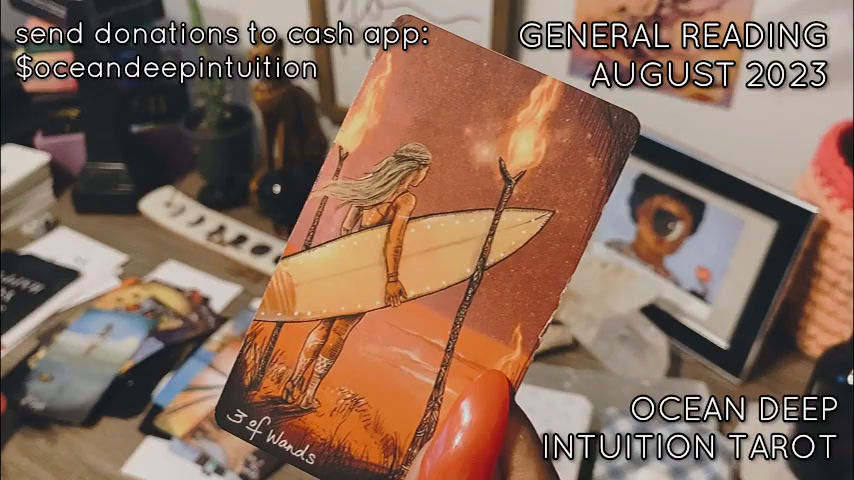 send donations to cash app:
$oceandeepintuition
GENERAL READING
AUGUST 2023
3 of Wands
OCEAN DEEP
INTUITION TAROT